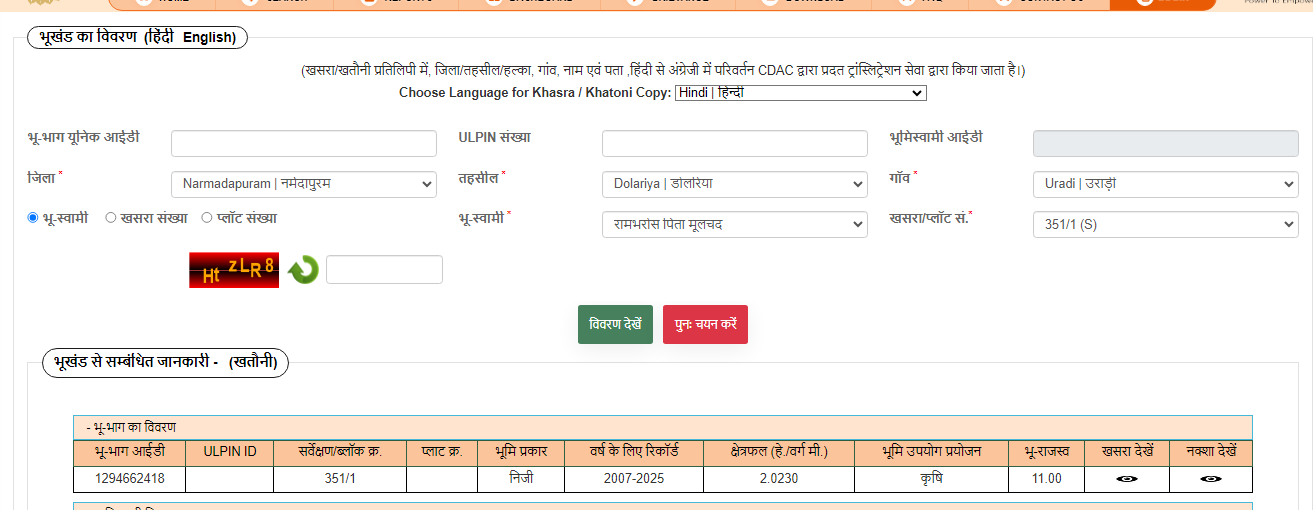 भूखंड का विवरण (हिंदी English)
(खसरा/खतौनी प्रतिलिपी में, जिला/तहसील/हल्का, गांव, नाम एवं पता ,हिंदी से अंग्रेजी में परिवर्तन CDAC द्वारा प्रदत ट्रांस्लिट्रेशन सेवा द्वारा किया जाता है।)
Choose Language for Khasra / Khatoni Copy: Hindi | हिन्दी
भू-भाग यूनिक आईडी ULPIN संख्या भूमिस्वामी आईडी
जिला * Narmadapuram | नर्मदापुरम तहसील * Dolariya | डोलरिया गाँव * Uradi | उराड़ी
भू-स्वामी खसरा संख्या प्लॉट संख्या भू-स्वामी * रामभरोस पिता मूलचद खसरा/प्लॉट सं.* 351/1 (S)
Ht zLR8
विवरण देखें पुनः चयन करें
भूखंड से सम्बंधित जानकारी - (खतौनी)
- भू-भाग का विवरण
भू-भाग आईडी ULPIN ID सर्वेक्षण/ब्लॉक क्र. प्लाट क्र. भूमि प्रकार वर्ष के लिए रिकॉर्ड क्षेत्रफल (हे./वर्ग मी.) भूमि उपयोग प्रयोजन भू-राजस्व खसरा देखें नक्शा देखें
1294662418 351/1 निजी 2007-2025 2.0230 कृषि 11.00